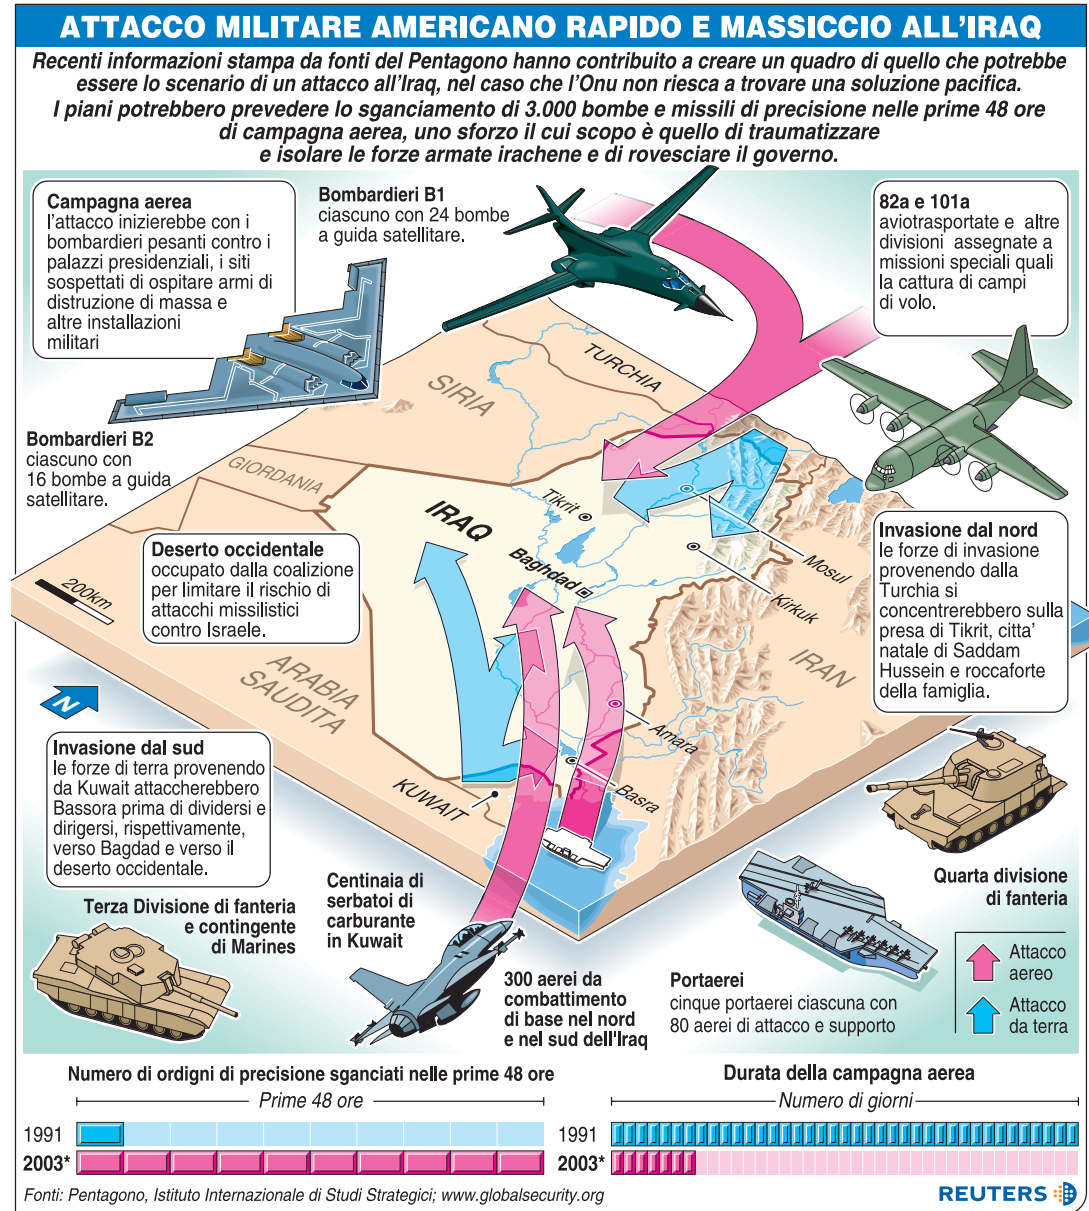 ATTACCO MILITARE AMERICANO RAPIDO E MASSICCIO ALL'IRAQ
Recenti informazioni stampa da fonti del Pentagono hanno contribuito a creare un quadro di quello che potrebbe
essere lo scenario di un attacco all'Iraq, nel caso che l'Onu non riesca a trovare una soluzione pacifica.
I piani potrebbero prevedere lo sganciamento di 3.000 bombe e missili di precisione nelle prime 48 ore
di campagna aerea, uno sforzo il cui scopo è quello di traumatizzare
e isolare le forze armate irachene e di rovesciare il governo.
Campagna aerea
l'attacco inizierebbe con i
bombardieri pesanti contro i
palazzi presidenziali, i siti
sospettati di ospitare armi di
distruzione di massa e
altre installazioni
militari
Bombardieri B1
ciascuno con 24 bombe
a guida satellitare.
82a e 101a
aviotrasportate e altre
divisioni assegnate a
missioni speciali quali
la cattura di campi
di volo.
Bombardieri B2
ciascuno con
16 bombe a guida
satellitare.
TURCHIA
SIRIA
GIORDANIA
IRAQ
Tikrit
Baghdad
Mosul
Kirkuk
IRAN
Amara
Basra
KUWAIT
ARABIA
SAUDITA
200km
N
Deserto occidentale
occupato dalla coalizione
per limitare il rischio di
attacchi missilistici
contro Israele.
Invasione dal nord
le forze di invasione
provenendo dalla
Turchia si
concentrerebbero sulla
presa di Tikrit, citta'
natale di Saddam
Hussein e roccaforte
della famiglia.
Invasione dal sud
le forze di terra provenendo
da Kuwait attaccherebbero
Bassora prima di dividersi e
dirigersi, rispettivamente,
verso Bagdad e verso il
deserto occidentale.
Terza Divisione di fanteria
e contingente
di Marines
Centinaia di
serbatoi di
carburante
in Kuwait
300 aerei da
combattimento
di base nel nord
e nel sud dell'Iraq
Portaerei
cinque portaerei ciascuna con
80 aerei di attacco e supporto
Quarta divisione
di fanteria
Attacco
aereo
Attacco
da terra
Numero di ordigni di precisione sganciati nelle prime 48 ore
Prime 48 ore
1991
2003*
Durata della campagna aerea
Numero di giorni
1991
2003*
Fonti: Pentagono, Istituto Internazionale di Studi Strategici; www.globalsecurity.org
REUTERS